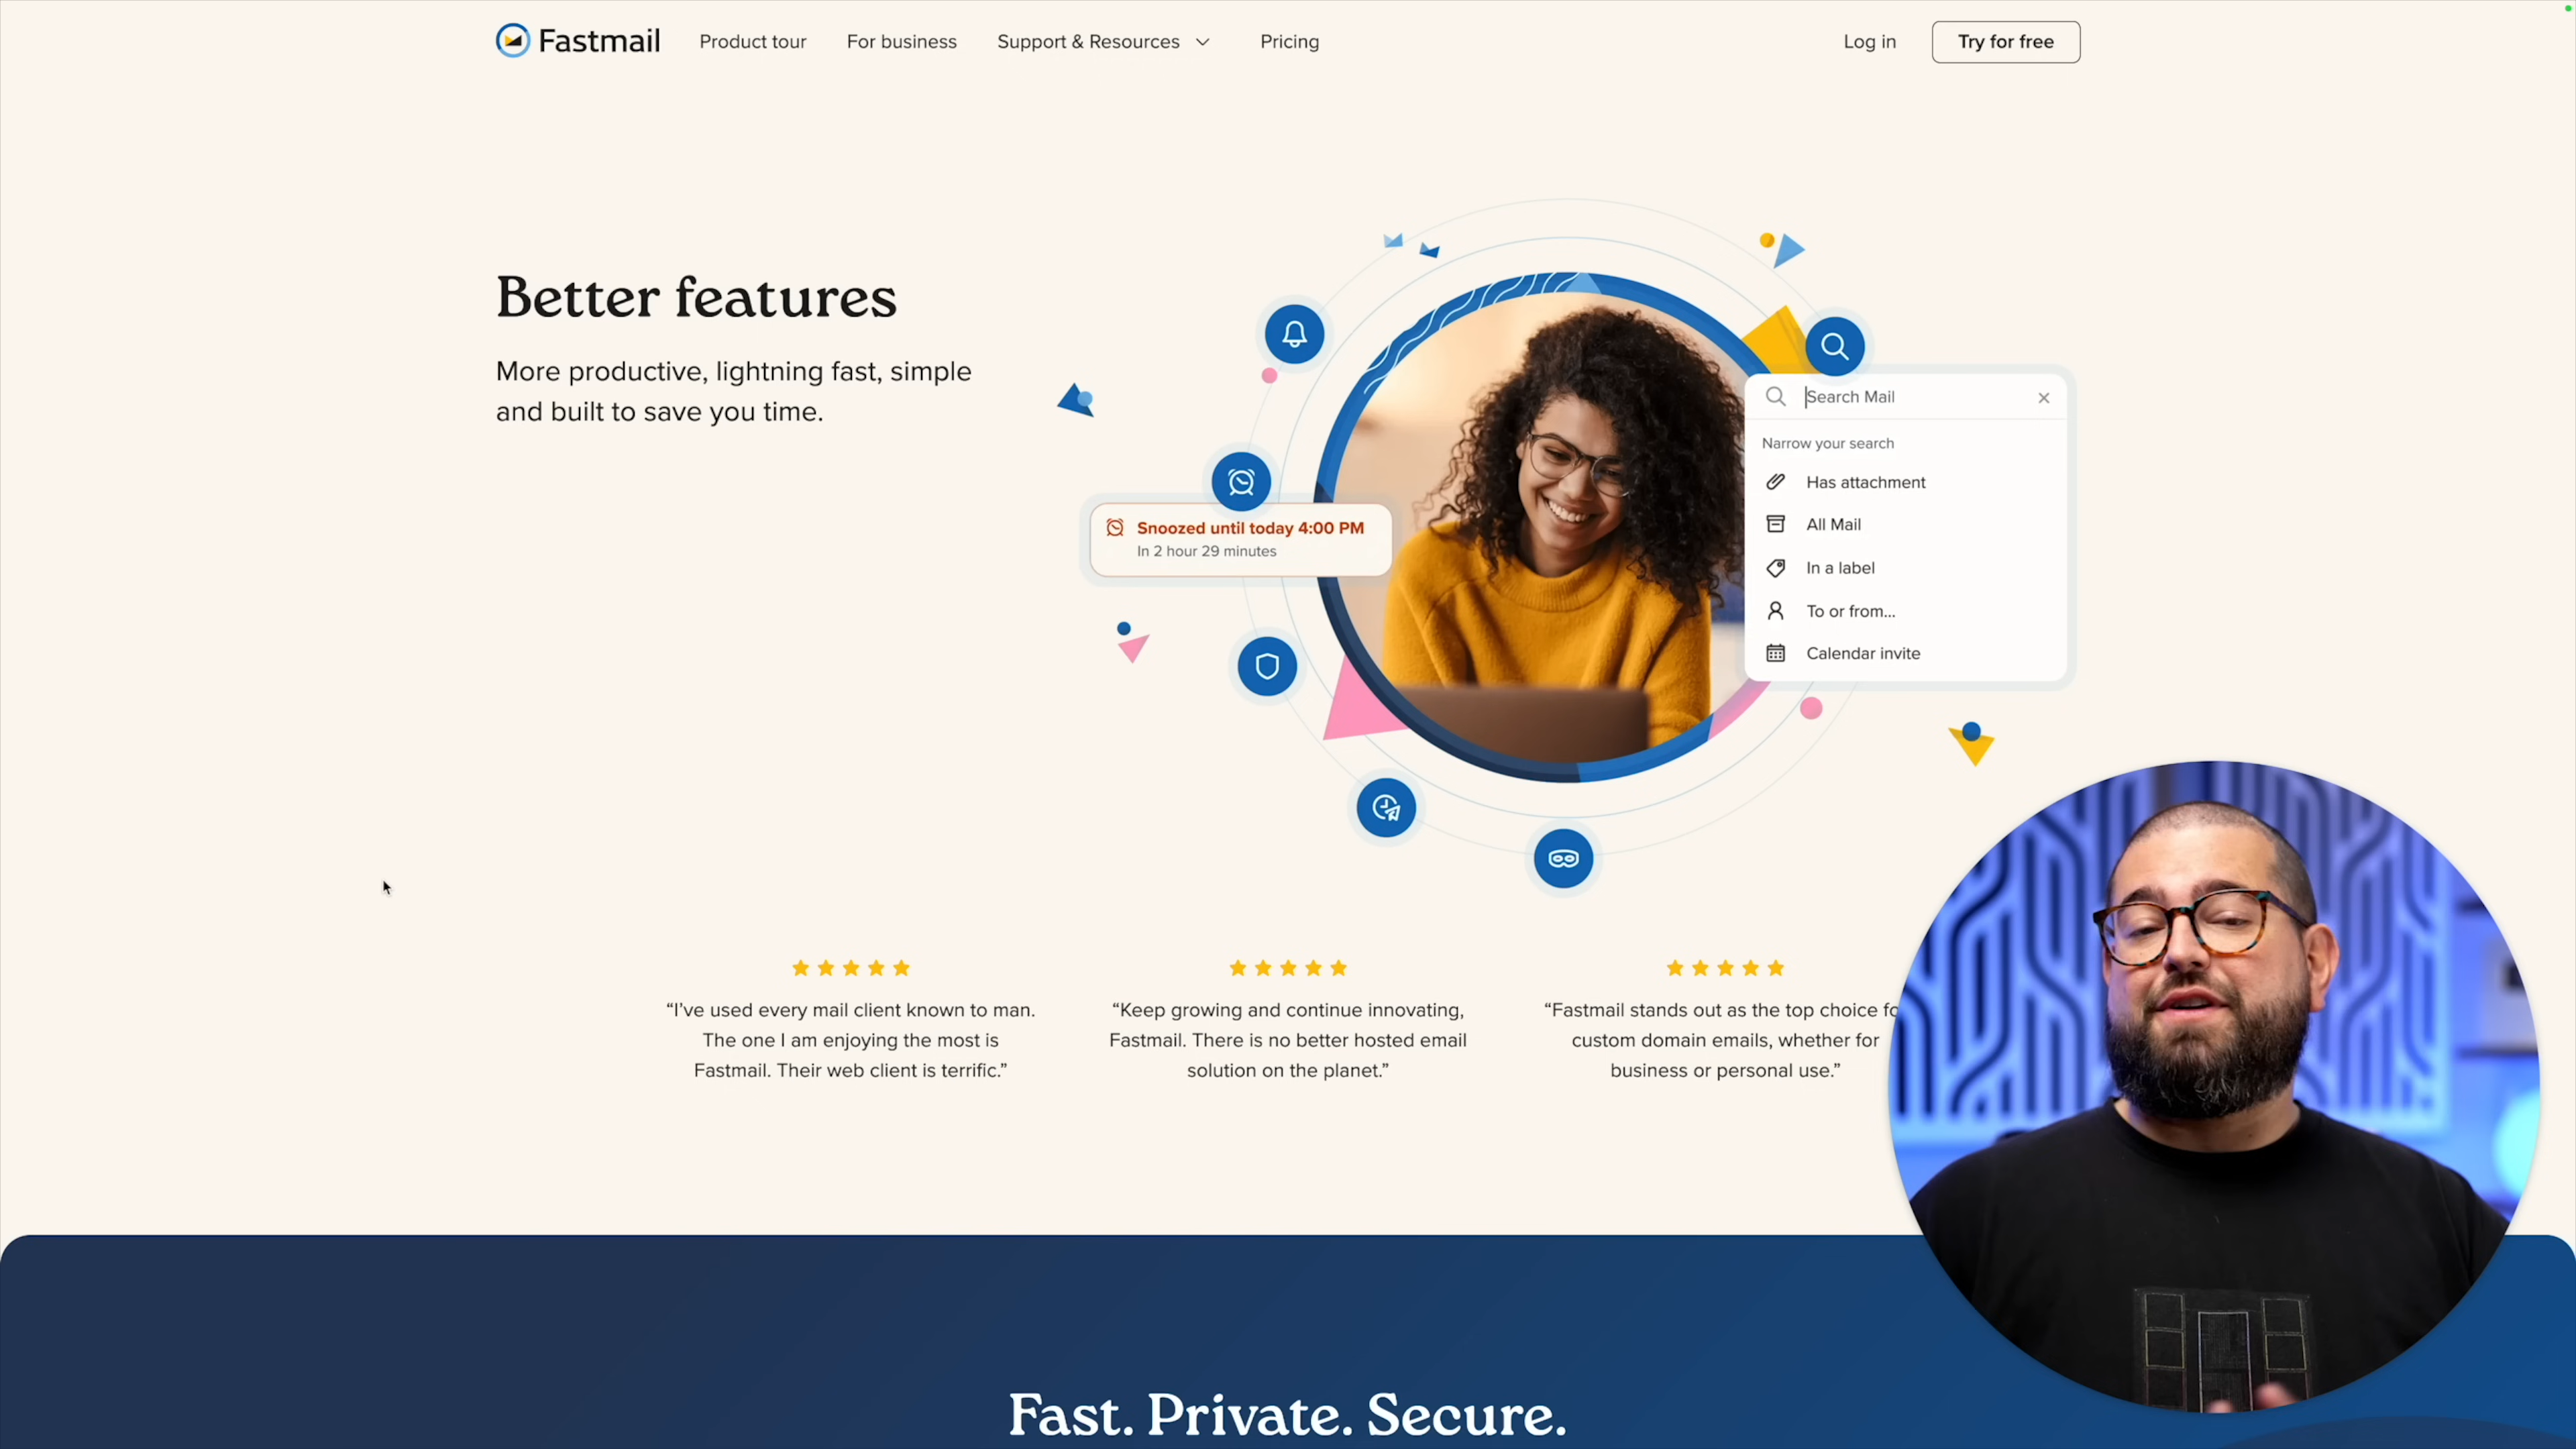 Fastmail
Product tour
For business
Support & Resources
Pricing
Log in
Try for free
Better features
More productive, lightning fast, simple
and built to save you time.
Search Mail
Narrow your search
Has attachment
All Mail
In a label
To or from...
Calendar invite
Snoozed until today 4:00 PM
In 2 hour 29 minutes
“I’ve used every mail client known to man.
The one I am enjoying the most is
Fastmail. Their web client is terrific.”
“Keep growing and continue innovating,
Fastmail. There is no better hosted email
solution on the planet.”
“Fastmail stands out as the top choice
custom domain emails, whether for
business or personal use.”
Fast. Private. Secure.